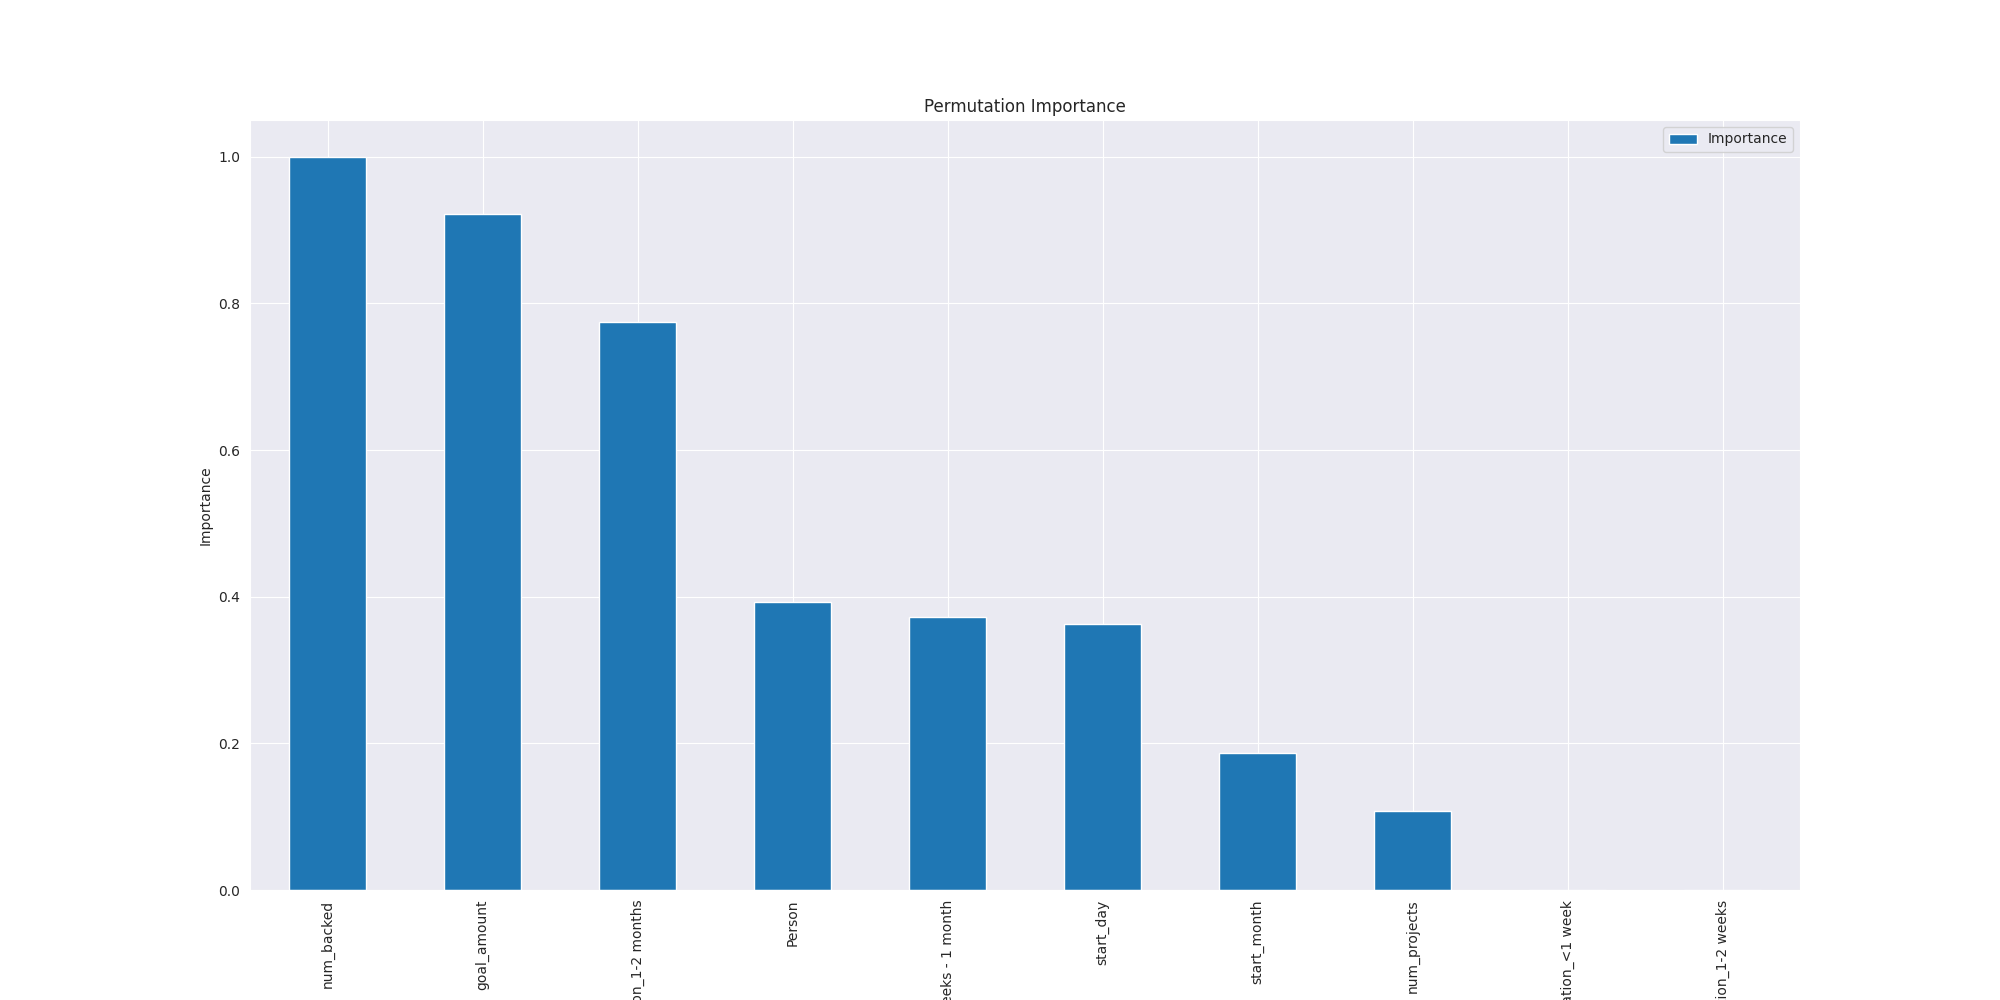 Permutation Importance
Importance
1.0
0.8
0.6
0.4
0.2
0.0
Importance
num_backed
goal_amount
on_1-2 months
Person
eeks - 1 month
start_day
start_month
num_projects
ation_<1 week
ion_1-2 weeks